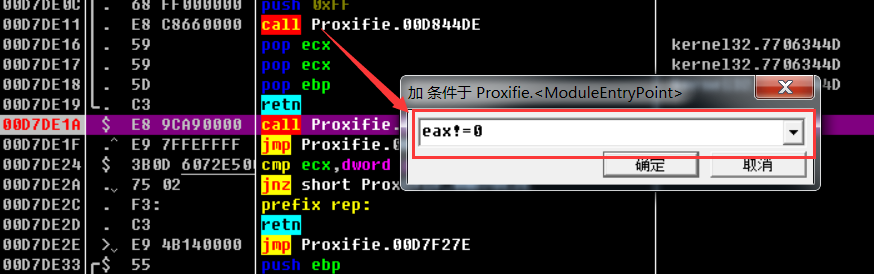 00D7DE0C . 68 FF000000 push 0xFF
00D7DE11 . E8 C8660000 call Proxifie.00D844DE
00D7DE16 . 59 pop ecx kernel32.7706344D
00D7DE17 . 59 pop ecx kernel32.7706344D
00D7DE18 . 5D pop ebp kernel32.7706344D
00D7DE19 . C3 retn
00D7DE1A $ E8 9CA90000 call Proxifie.
00D7DE1F .^ E9 7FFEFFFF jmp Proxifie.0
00D7DE24 $ 3B0D 6072E500 cmp ecx,dword
00D7DE2A . 75 02 jnz short Prox
00D7DE2C . F3: prefix rep:
00D7DE2D . C3 retn
00D7DE2E > E9 4B140000 jmp Proxifie.00D7F27E
00D7DE33 $ 55 push ebp
加 条件于 Proxifie.<ModuleEntryPoint>
eax!=0
确定
取消